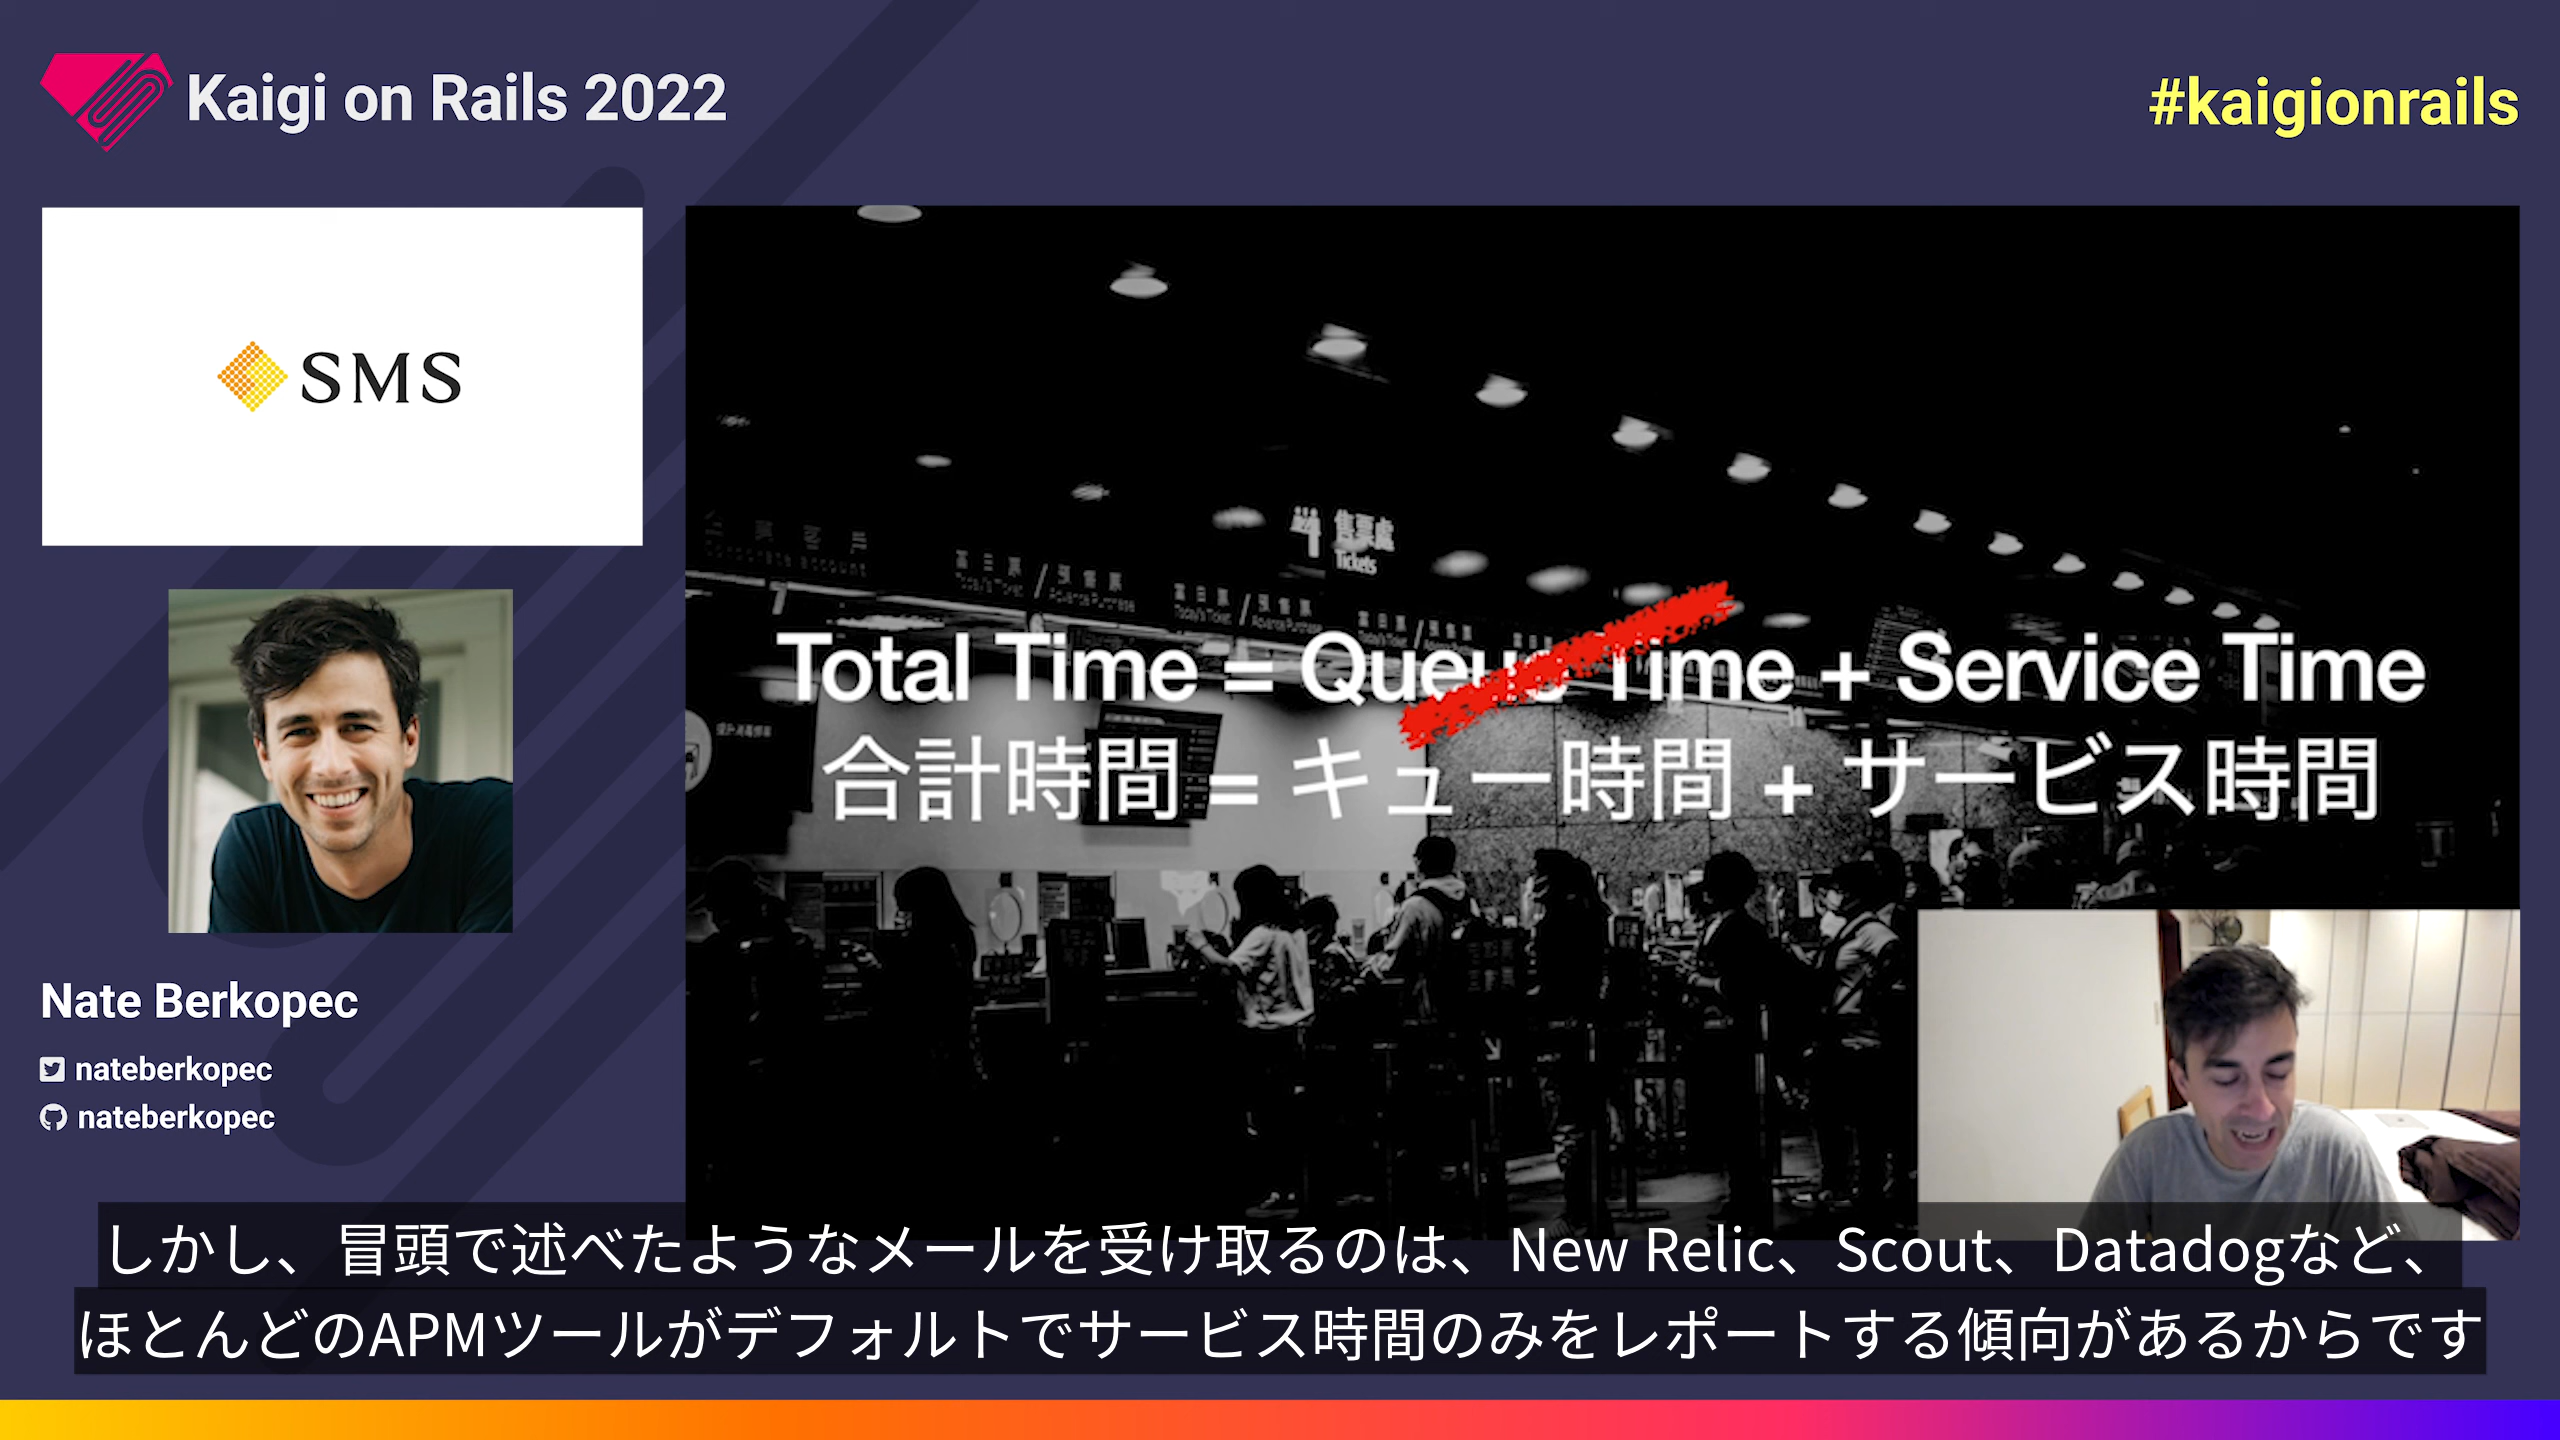 Kaigi on Rails 2022
#kaigionrails
SMS
售票處
Tickets
Total Time = Queue Time + Service Time
合計時間 = キュー時間 + サービス時間
Nate Berkopec
nateberkopec
nateberkopec
しかし、冒頭で述べたようなメールを受け取るのは、New Relic、Scout、Datadogなど、
ほとんどのAPMツールがデフォルトでサービス時間のみをレポートする傾向があるからです